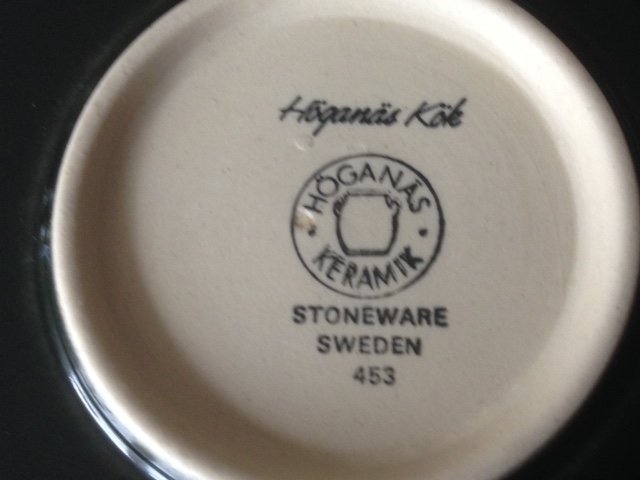 Höganäs Kök
HÖGANÄS
KERAMIK
STONEWARE
SWEDEN
453